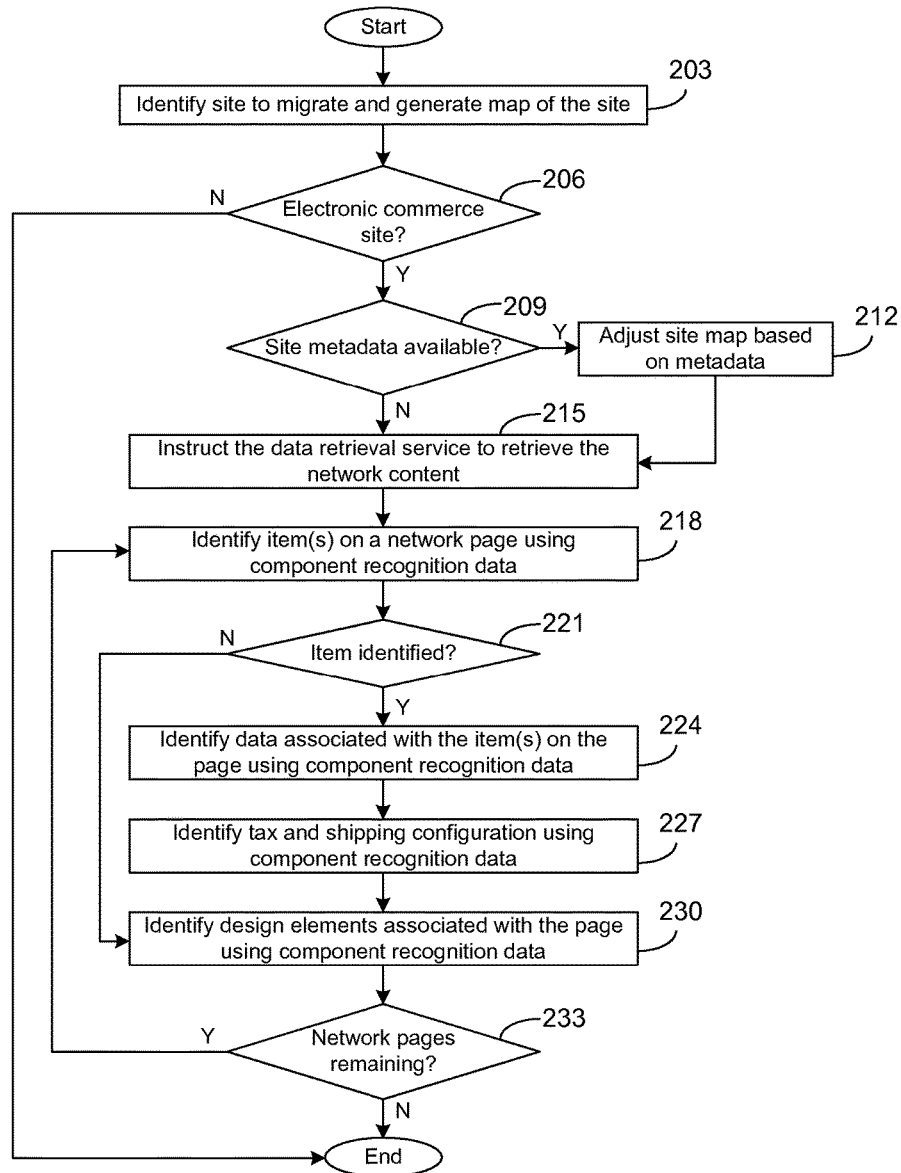 Start
Identify site to migrate and generate map of the site
203
N
Electronic commerce
site?
206
Y
Site metadata available?
209
Y
Adjust site map based
on metadata
212
N
215
Instruct the data retrieval service to retrieve the
network content
Identify item(s) on a network page using
component recognition data
218
N
Item identified?
221
Y
Identify data associated with the item(s) on the
page using component recognition data
224
Identify tax and shipping configuration using
component recognition data
227
Identify design elements associated with the page
using component recognition data
230
Y
Network pages
remaining?
233
N
End